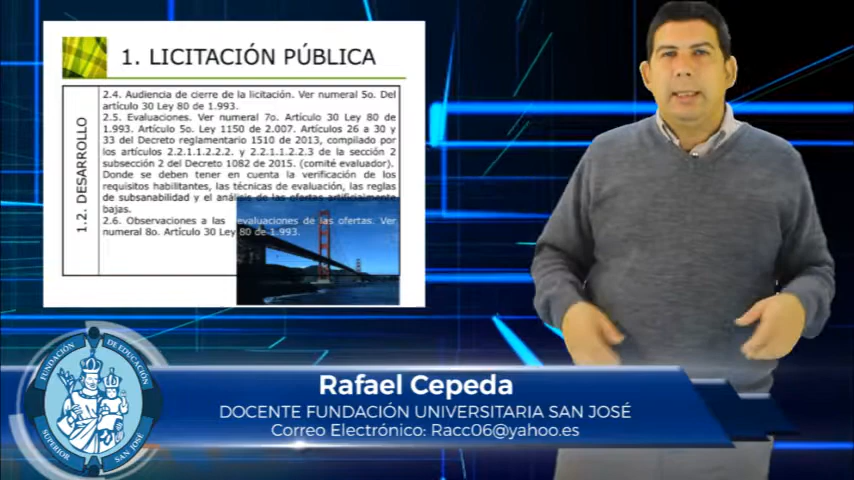 1. LICITACIÓN PÚBLICA
1.2. DESARROLLO
2.4. Audiencia de cierre de la licitación. Ver numeral 5o. Del
artículo 30 Ley 80 de 1.993.
2.5. Evaluaciones. Ver numeral 7o. Artículo 30 Ley 80 de
1.993. Artículo 5o. Ley 1150 de 2.007. Artículos 26 a 30 y
33 del Decreto reglamentario 1510 de 2013, compilado por
los artículos 2.2.1.1.2.2.2. y 2.2.1.1.2.2.3 de la sección 2
subsección 2 del Decreto 1082 de 2015. (comité evaluador).
Donde se deben tener en cuenta la verificación de los
requisitos habilitantes, las técnicas de evaluación, las reglas
de subsanabilidad y el análisis de las ofertas artificialmente
bajas.
2.6. Observaciones a las evaluaciones de las ofertas. Ver
numeral 8o. Artículo 30 Ley 80 de 1.993.
FUNDACIÓN DE EDUCACIÓN
SUPERIOR SAN JOSÉ
Rafael Cepeda
DOCENTE FUNDACIÓN UNIVERSITARIA SAN JOSÉ
Correo Electrónico: Racc06@yahoo.es